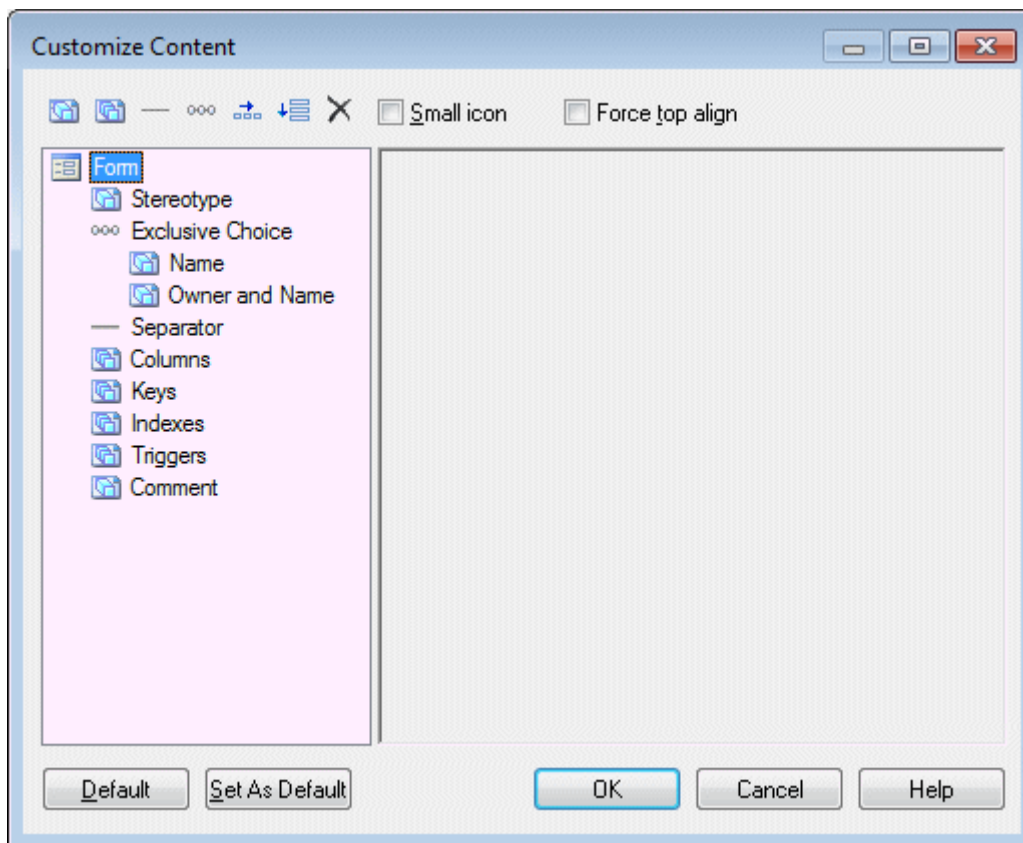 Customize Content
Small icon
Force top align
Form
Stereotype
Exclusive Choice
Name
Owner and Name
Separator
Columns
Keys
Indexes
Triggers
Comment
Default
Set As Default
OK
Cancel
Help